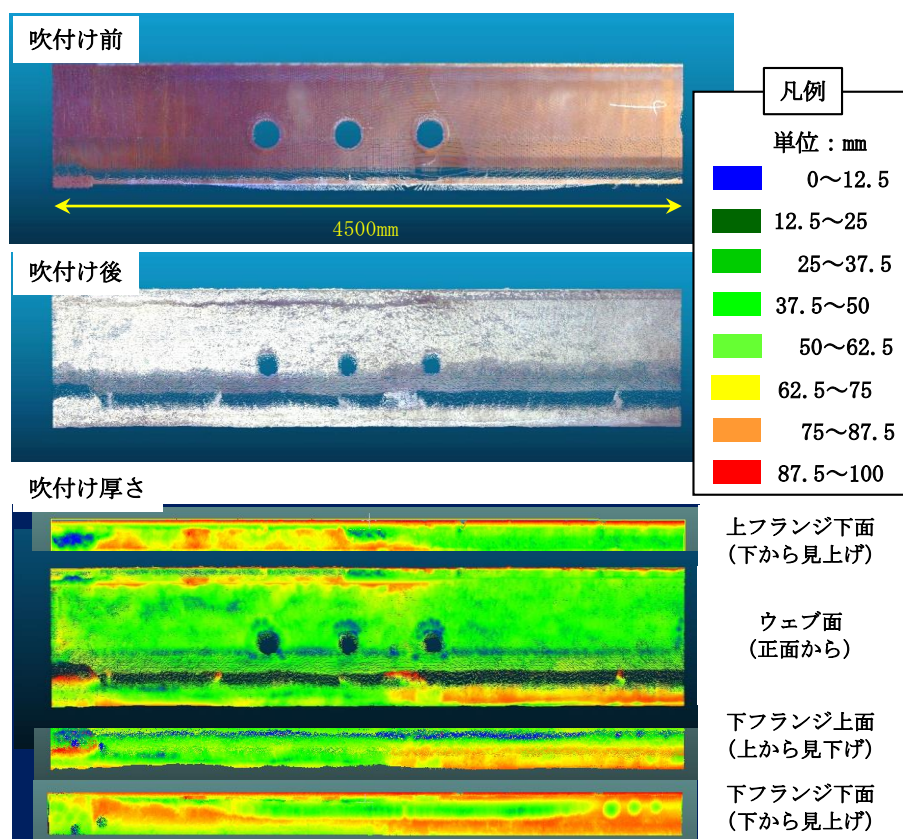 吹付け前
4500mm
吹付け後
吹付け厚さ
凡例
単位：mm
0～12.5
12.5～25
25～37.5
37.5～50
50～62.5
62.5～75
75～87.5
87.5～100
上フランジ下面
(下から見上げ)
ウェブ面
(正面から)
下フランジ上面
(上から見下げ)
下フランジ下面
(下から見上げ)